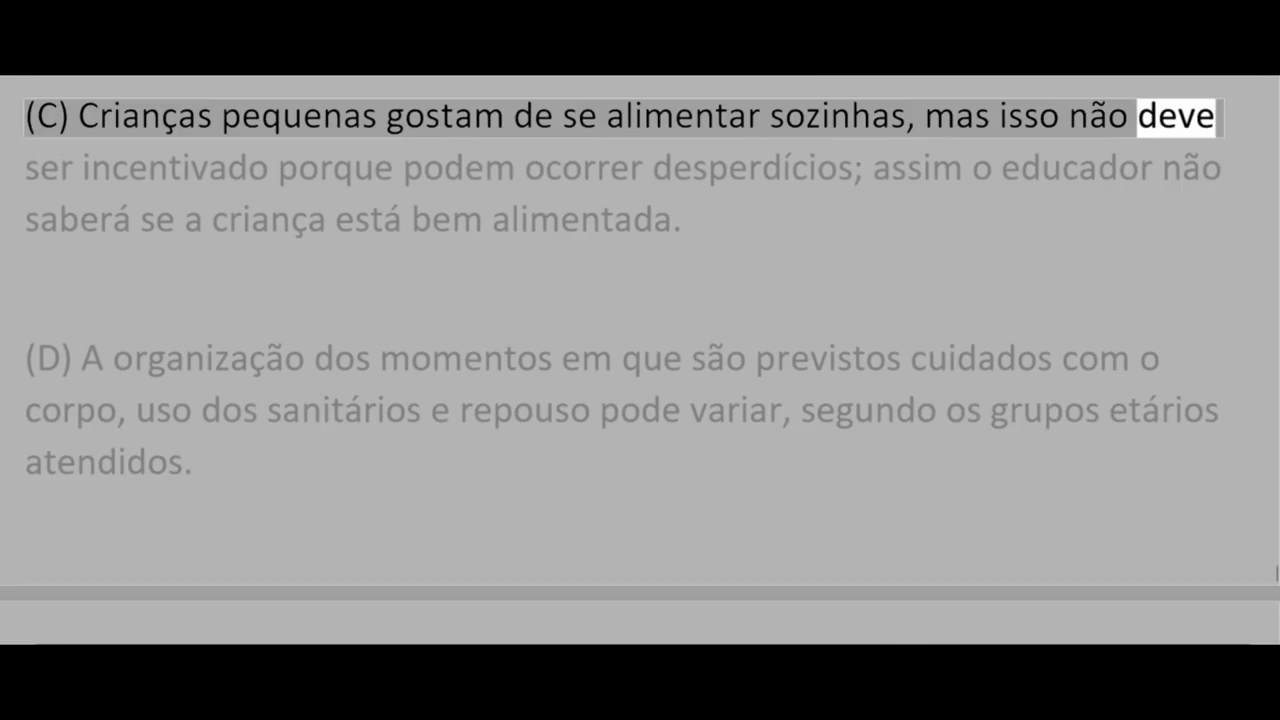 (C) Crianças pequenas gostam de se alimentar sozinhas, mas isso não deve
ser incentivado porque podem ocorrer desperdícios; assim o educador não
saberá se a criança está bem alimentada.
(D) A organização dos momentos em que são previstos cuidados com o
corpo, uso dos sanitários e repouso pode variar, segundo os grupos etários
atendidos.